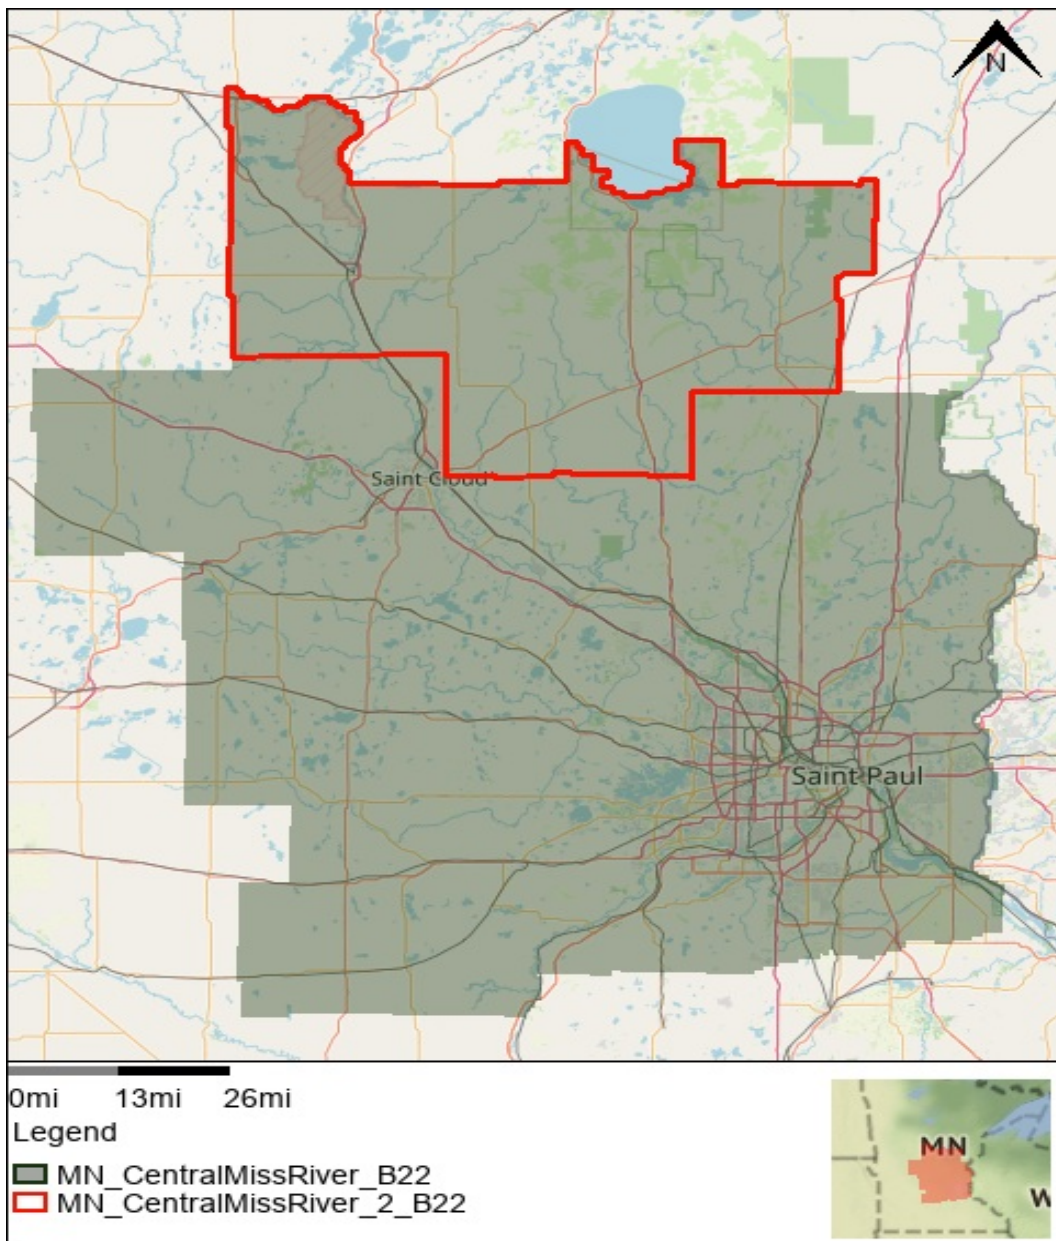 N
Saint Cloud
Saint Paul
0mi 13mi 26mi
Legend
MN_CentralMissRiver_B22
MN_CentralMissRiver_2_B22
MN
W